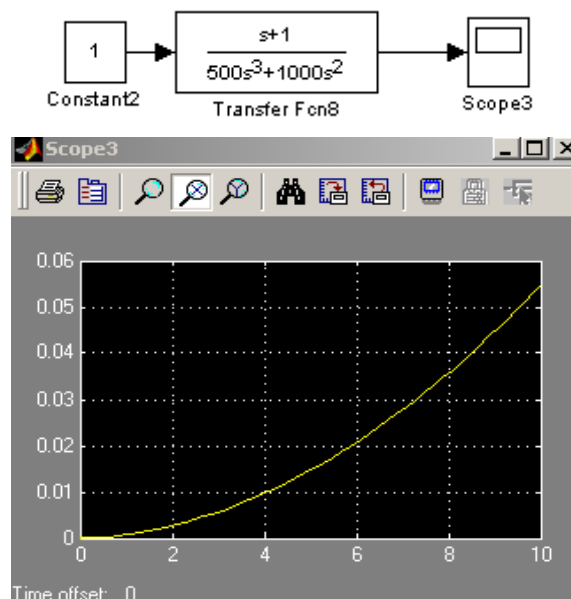 1
s+1
500s³+1000s²
Constant2
Transfer Fcn8
Scope3
Scope3
0.06
0.05
0.04
0.03
0.02
0.01
0
0 2 4 6 8 10
Time offset: 0